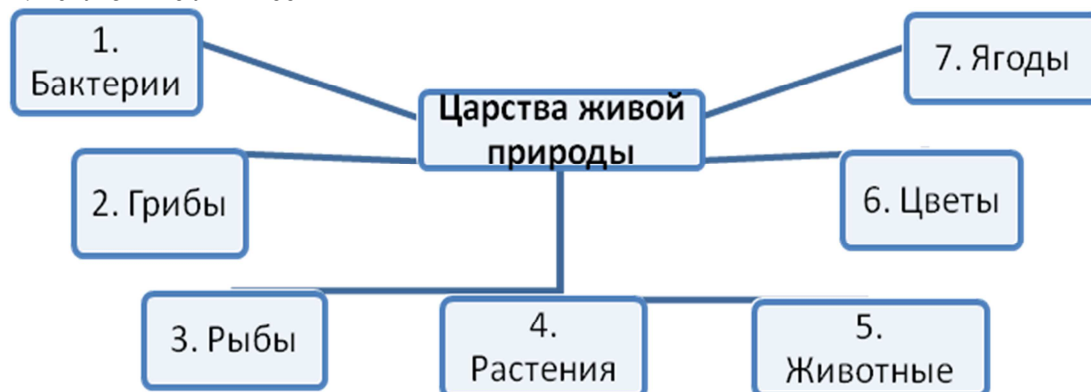 1.
Бактерии
7. Ягоды
Царства живой
природы
2. Грибы
6. Цветы
3. Рыбы
4.
Растения
5.
Животные